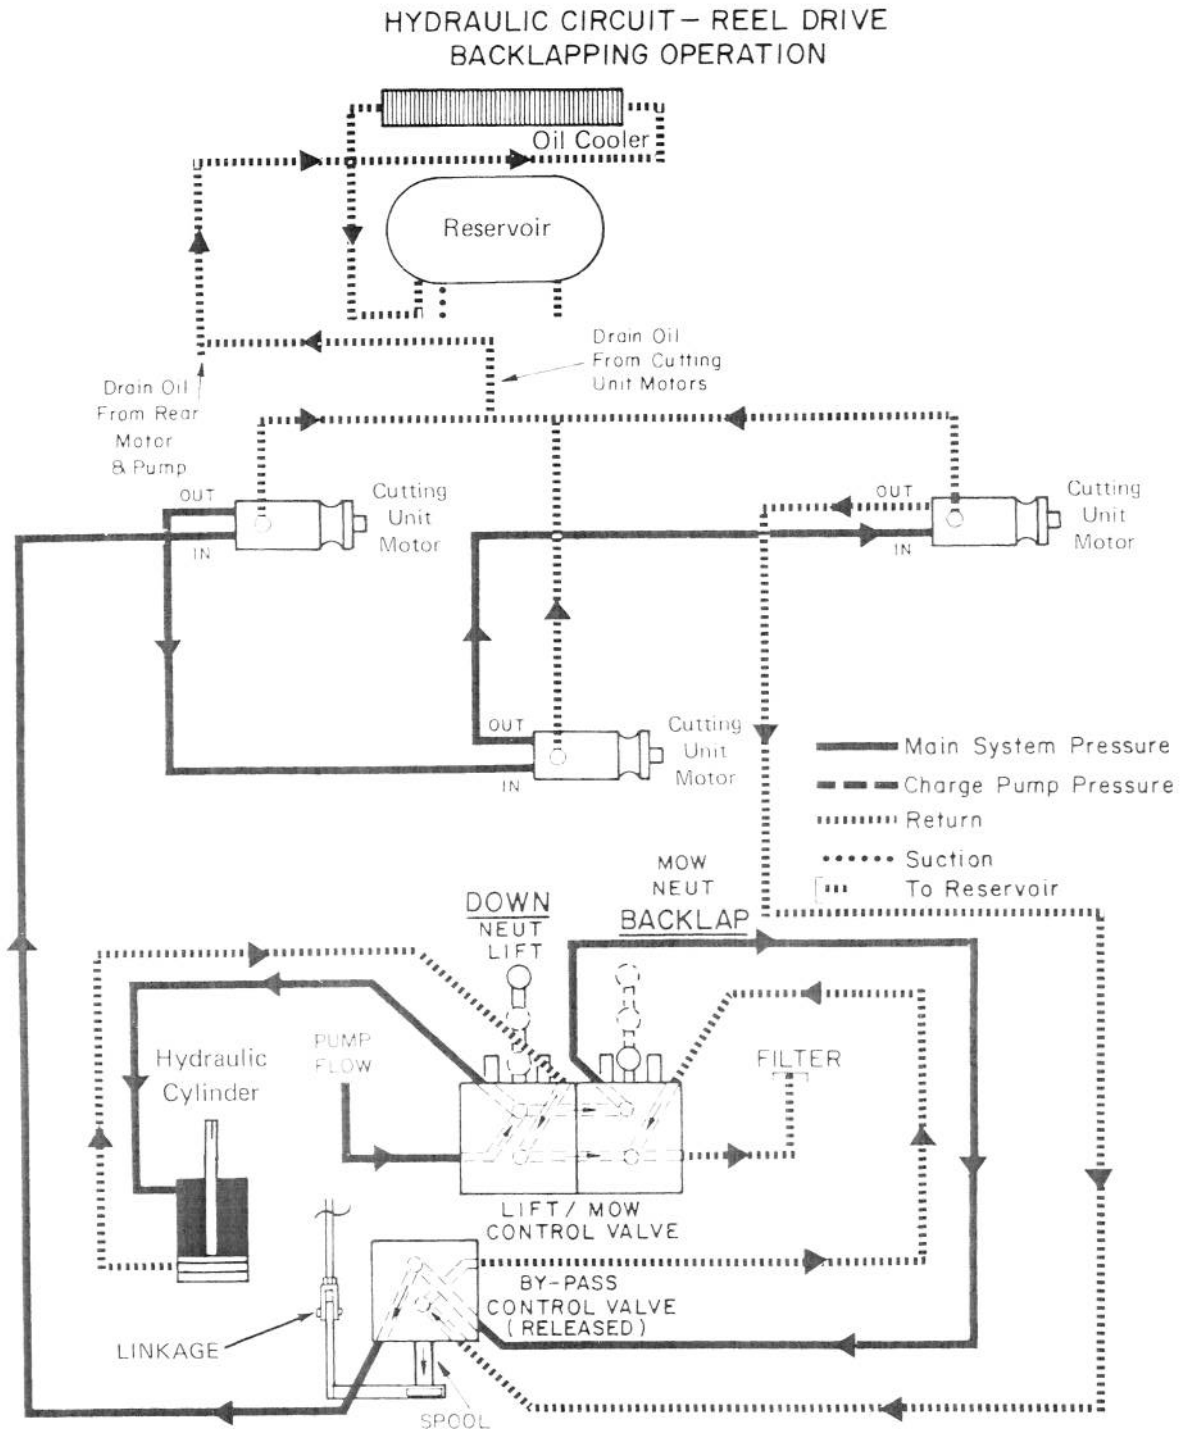 HYDRAULIC CIRCUIT – REEL DRIVE
BACKLAPPING OPERATION
Oil Cooler
Reservoir
Drain Oil
From Cutting
Unit Motors
Drain Oil
From Rear
Motor
& Pump
OUT
IN
Cutting
Unit
Motor
OUT
IN
Cutting
Unit
Motor
OUT
IN
Cutting
Unit
Motor
Main System Pressure
Charge Pump Pressure
Return
Suction
To Reservoir
MOW
NEUT
BACKLAP
DOWN
NEUT
LIFT
PUMP
FLOW
FILTER
Hydraulic
Cylinder
LIFT/MOW
CONTROL VALVE
BY-PASS
CONTROL VALVE
(RELEASED)
LINKAGE
SPOOL